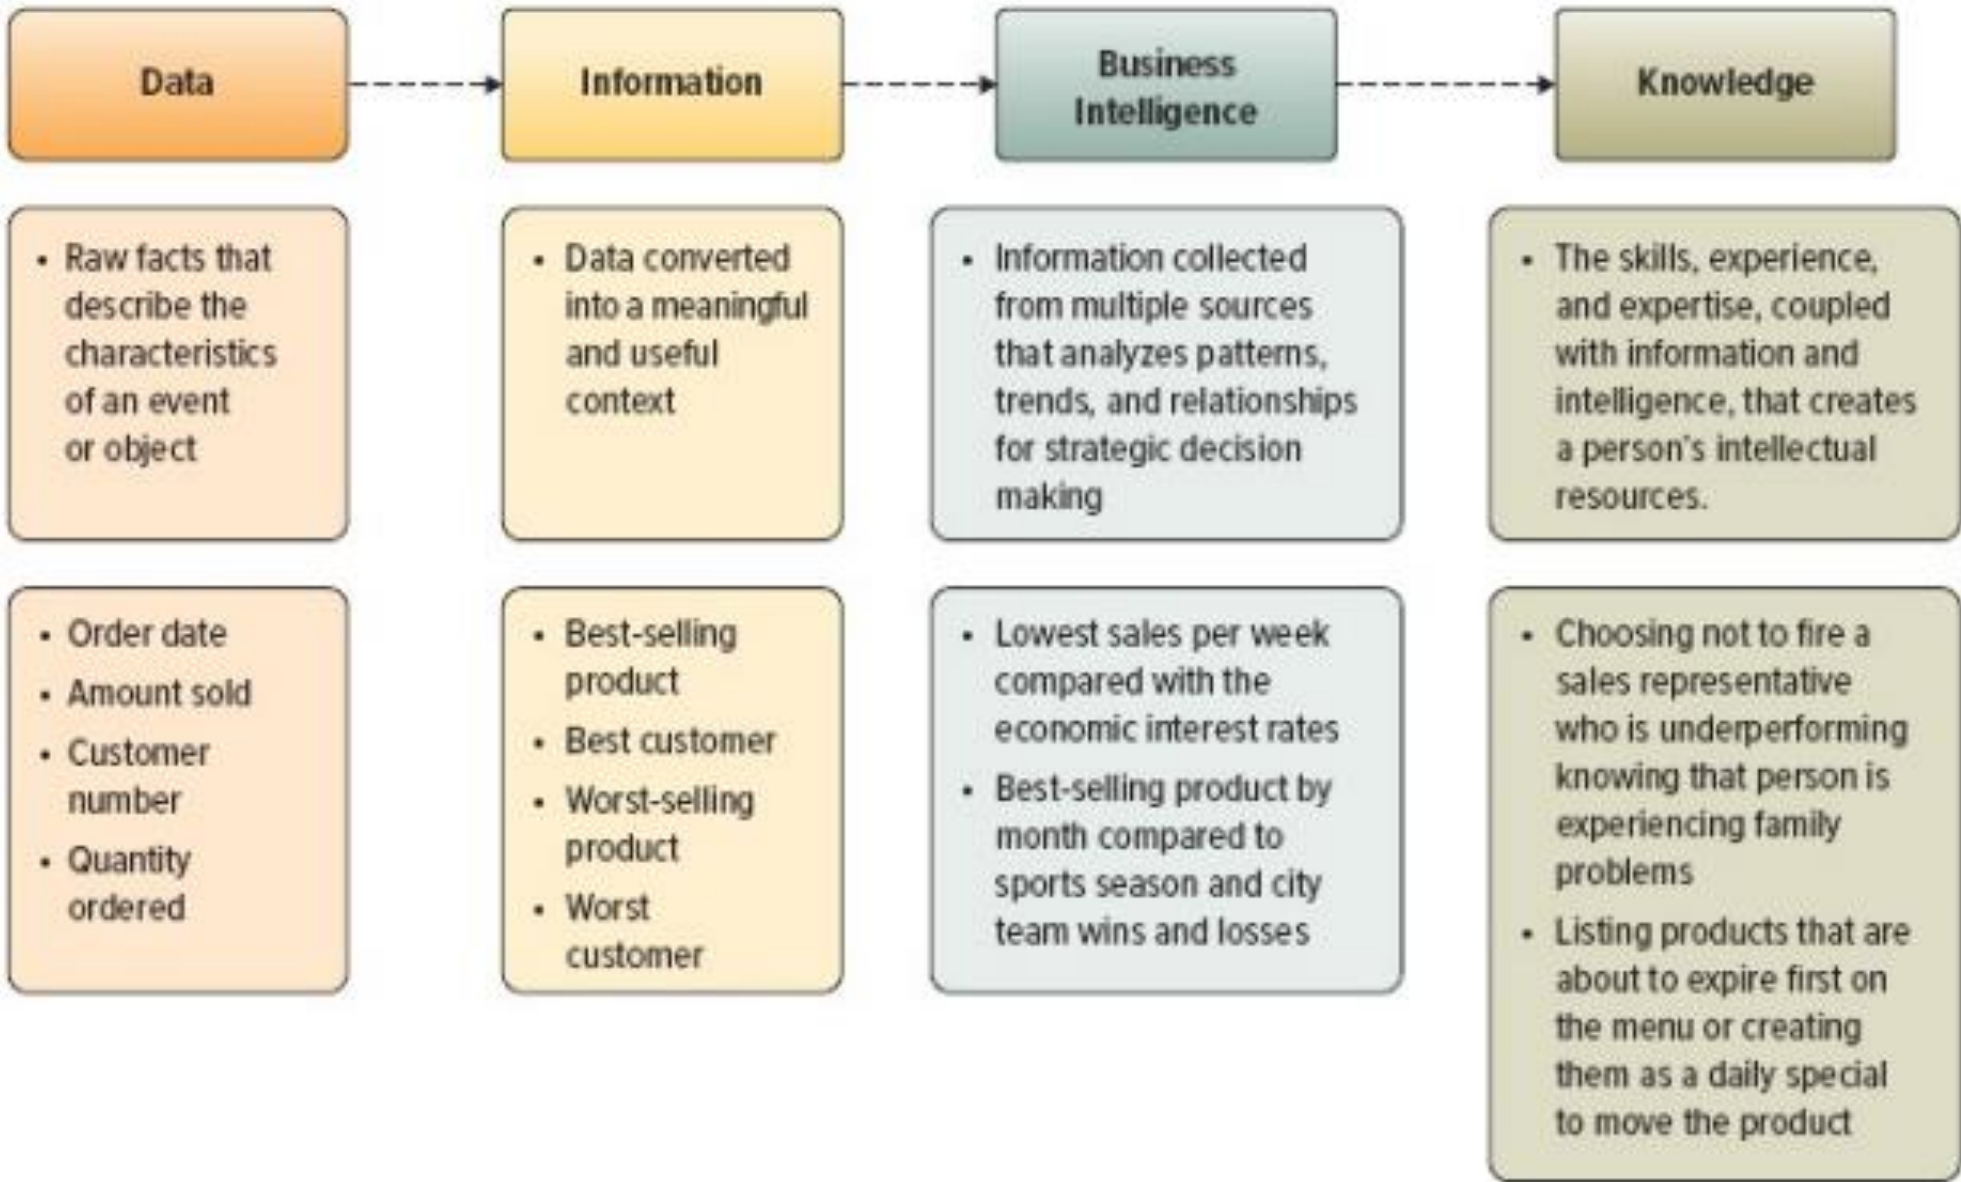 Data
Information
Business
Intelligence
Knowledge
• Raw facts that
describe the
characteristics
of an event
or object
• Data converted
into a meaningful
and useful
context
• Information collected
from multiple sources
that analyzes patterns,
trends, and relationships
for strategic decision
making
• The skills, experience,
and expertise, coupled
with information and
intelligence, that creates
a person's intellectual
resources.
• Order date
• Amount sold
• Customer
number
• Quantity
ordered
• Best-selling
product
• Best customer
• Worst-selling
product
• Worst
customer
• Lowest sales per week
compared with the
economic interest rates
• Best-selling product by
month compared to
sports season and city
team wins and losses
• Choosing not to fire a
sales representative
who is underperforming
knowing that person is
experiencing family
problems
• Listing products that are
about to expire first on
the menu or creating
them as a daily special
to move the product